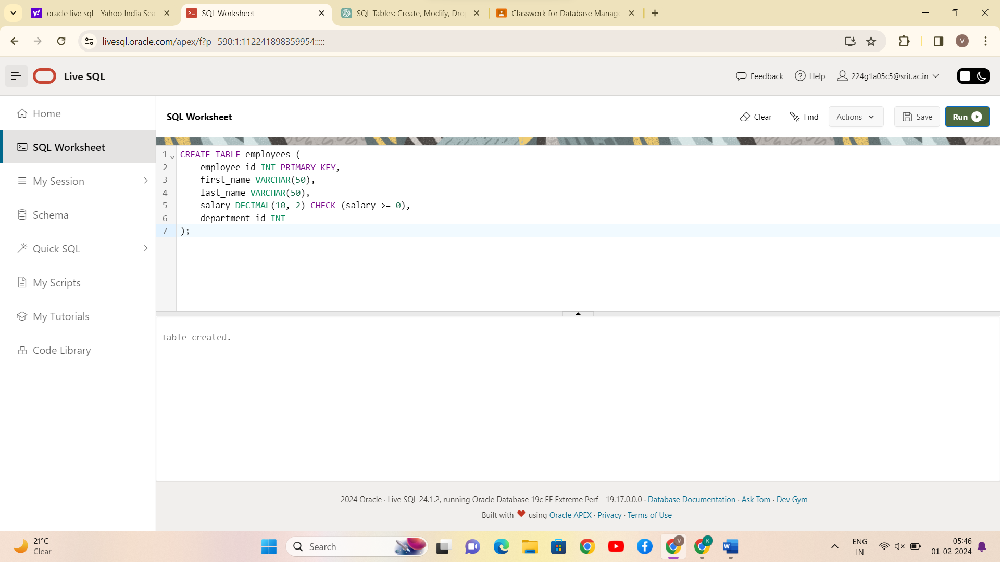 oracle live sql - Yahoo India Sea
SQL Worksheet
SQL Tables: Create, Modify, Dro
Classwork for Database Manage
livesql.oracle.com/apex/f?p=590:1:112241898359954:::::
V
Live SQL
Feedback
Help
224g1a05c5@srit.ac.in
Home
SQL Worksheet
My Session
Schema
Quick SQL
My Scripts
My Tutorials
Code Library
SQL Worksheet
Clear
Find
Actions
Save
Run
1 CREATE TABLE employees (
2 employee_id INT PRIMARY KEY,
3 first_name VARCHAR(50),
4 last_name VARCHAR(50),
5 salary DECIMAL(10, 2) CHECK (salary >= 0),
6 department_id INT
7 );
Table created.
2024 Oracle · Live SQL 24.1.2, running Oracle Database 19c EE Extreme Perf - 19.17.0.0.0 · Database Documentation · Ask Tom · Dev Gym
Built with ❤ using Oracle APEX · Privacy · Terms of Use
21°C
Clear
Search
V
K
W
ENG
IN
05:46
01-02-2024